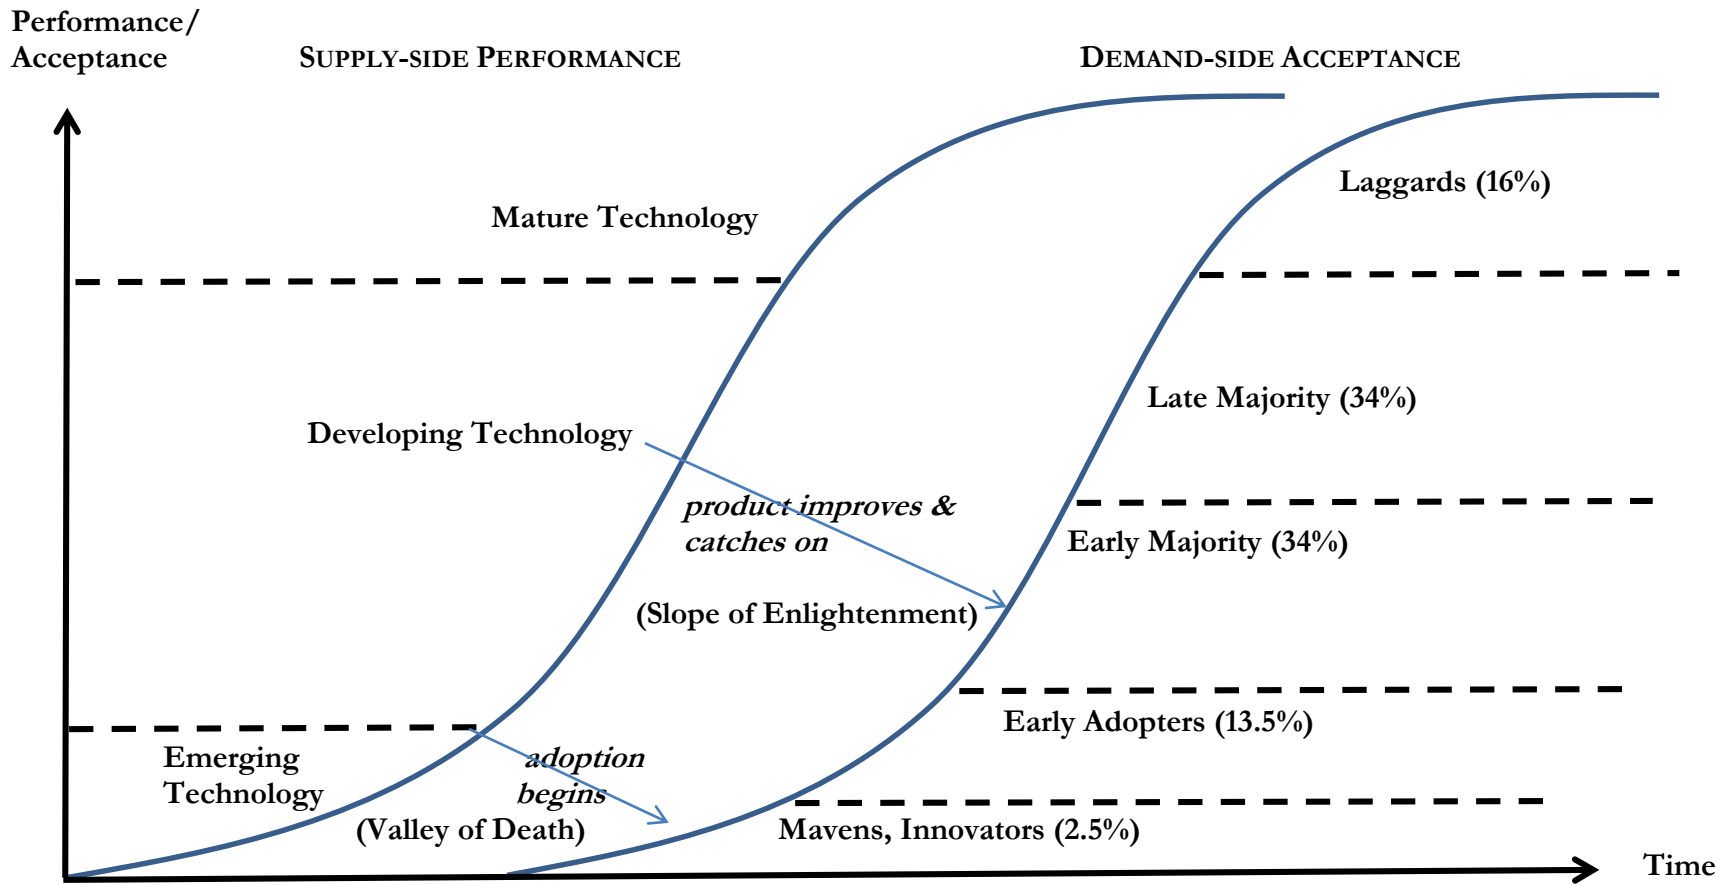 Performance/
Acceptance
SUPPLY-SIDE PERFORMANCE
DEMAND-SIDE ACCEPTANCE
Laggards (16%)
Mature Technology
Late Majority (34%)
Developing Technology
product improves &
catches on
Early Majority (34%)
(Slope of Enlightenment)
Early Adopters (13.5%)
Emerging
Technology
adoption
begins
(Valley of Death)
Mavens, Innovators (2.5%)
Time